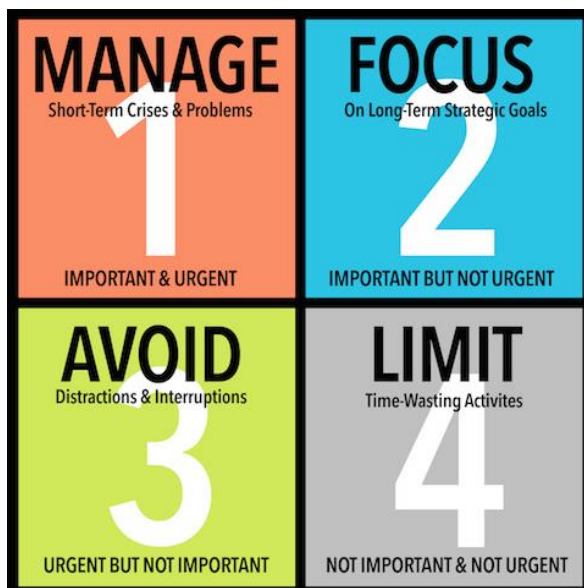 MANAGE
Short-Term Crises & Problems
1
IMPORTANT & URGENT
FOCUS
On Long-Term Strategic Goals
2
IMPORTANT BUT NOT URGENT
AVOID
Distractions & Interruptions
3
URGENT BUT NOT IMPORTANT
LIMIT
Time-Wasting Activites
4
NOT IMPORTANT & NOT URGENT